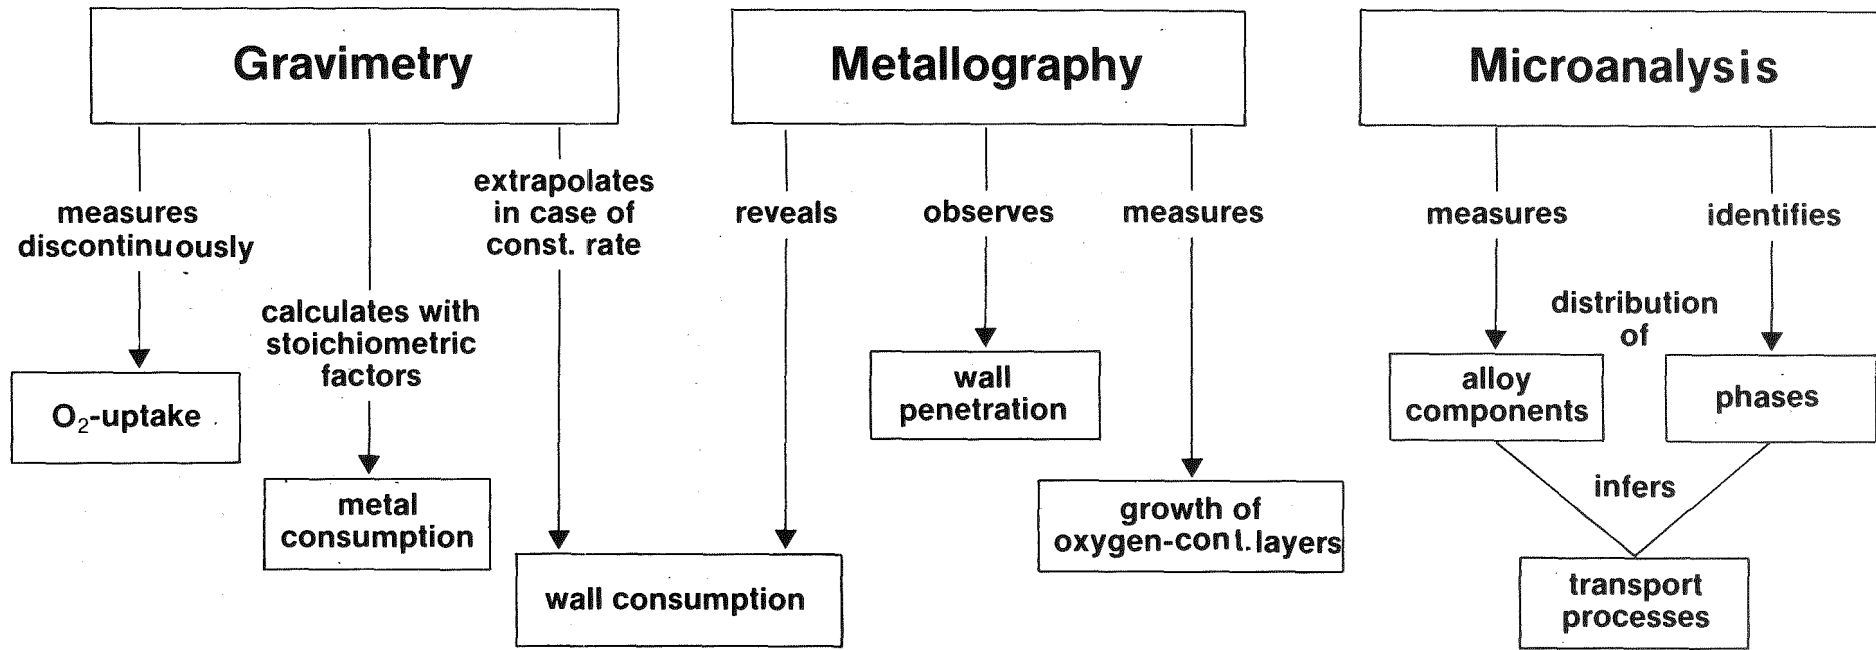 Gravimetry
measures
discontinuously
O₂-uptake
calculates with
stoichiometric
factors
metal
consumption
extrapolates
in case of
const. rate
wall consumption
Metallography
reveals
observes
wall
penetration
measures
growth of
oxygen-cont. layers
Microanalysis
measures
identifies
distribution
of
alloy
components
phases
infers
transport
processes